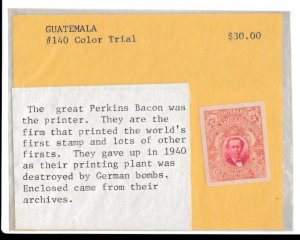 GUATEMALA
#140 Color Trial
$30.00
The great Perkins Bacon was
the printer. They are the
firm that printed the world's
first stamp and lots of other
firsts. They gave up in 1940
as their printing plant was
destroyed by German bombs.
Enclosed came from their
archives.